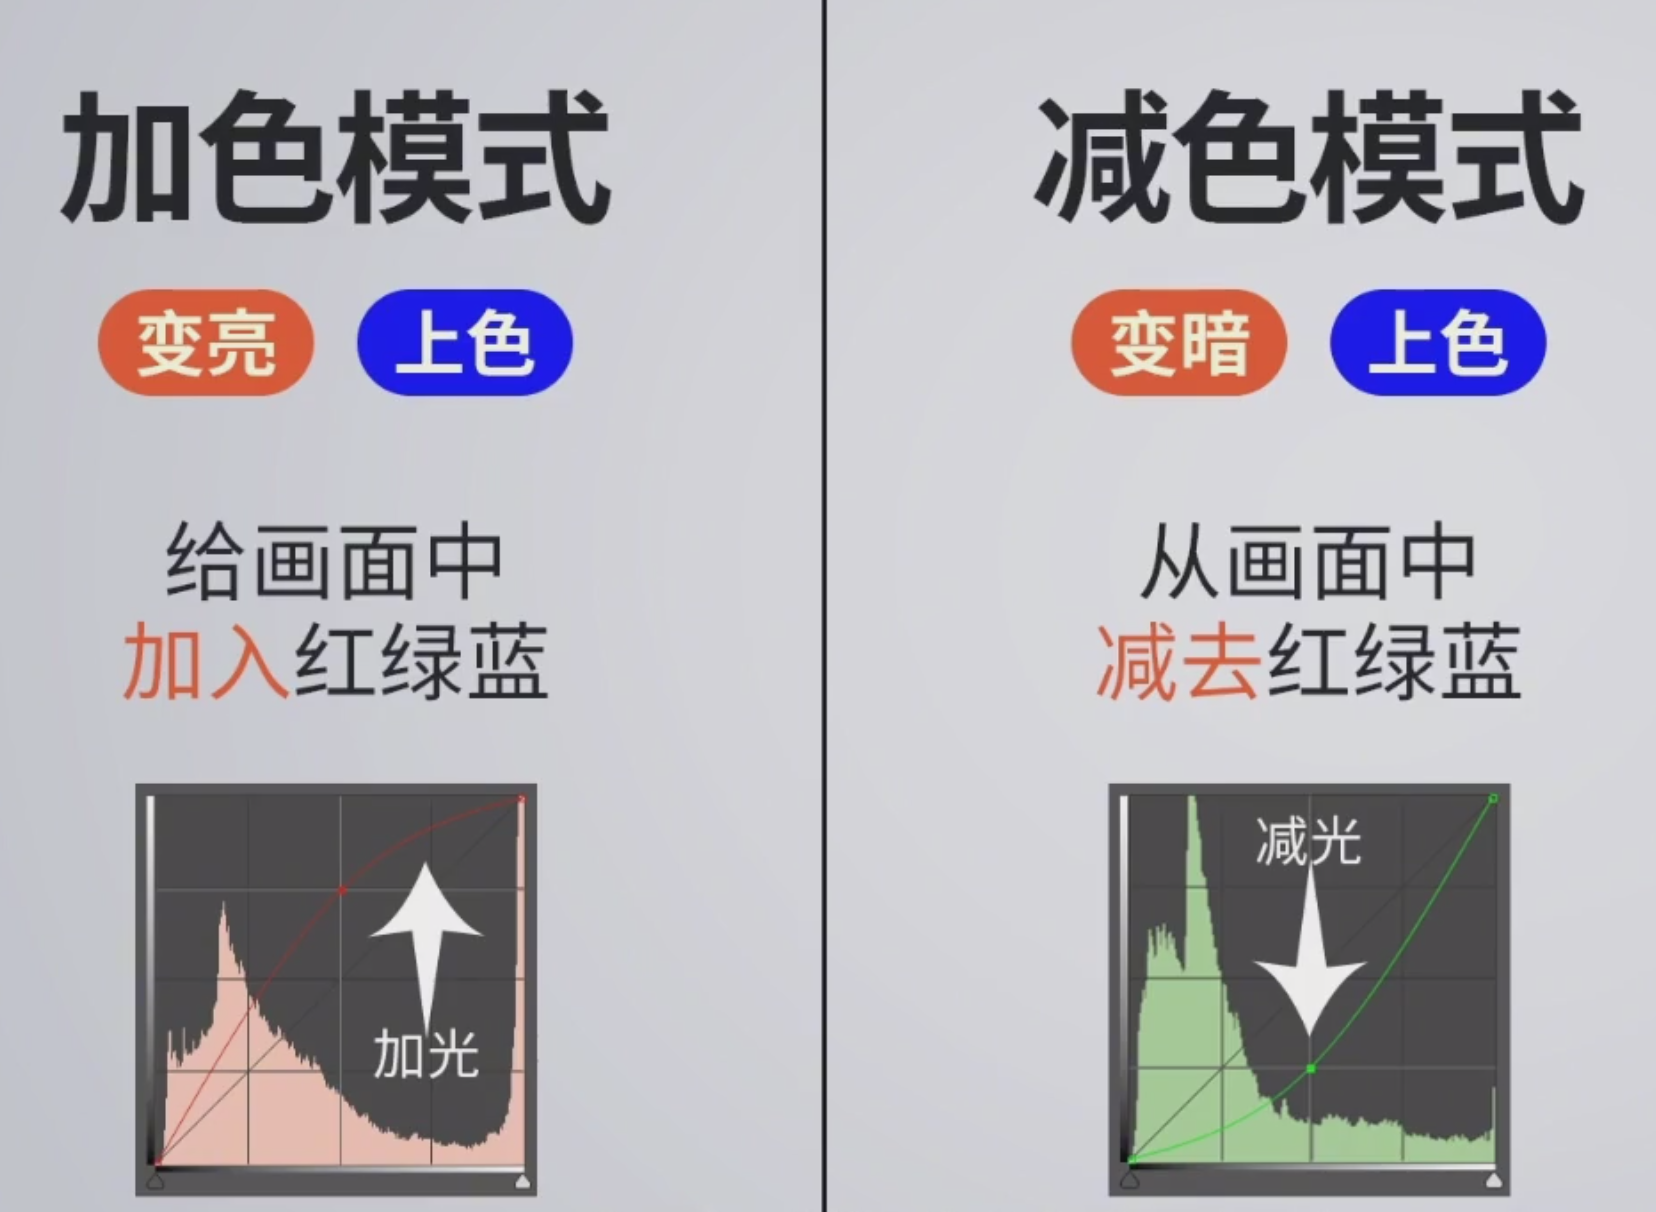 加色模式
变亮 上色
给画面中
加入红绿蓝
加光
减色模式
变暗 上色
从画面中
减去红绿蓝
减光